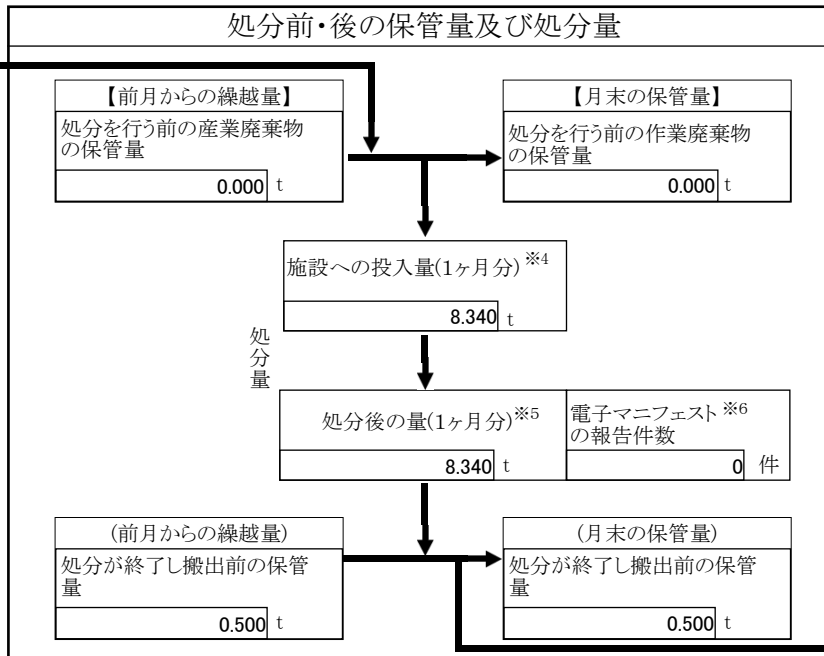 処分前・後の保管量及び処分量
【前月からの繰越量】
処分を行う前の産業廃棄物
の保管量
0.000 t
【月末の保管量】
処分を行う前の作業廃棄物
の保管量
0.000 t
施設への投入量(1ヶ月分)※4
8.340 t
処分量
処分後の量(1ヶ月分)※5
8.340 t
電子マニフェスト※6
の報告件数
0 件
(前月からの繰越量)
処分が終了し搬出前の保管
量
0.500 t
(月末の保管量)
処分が終了し搬出前の保管
量
0.500 t